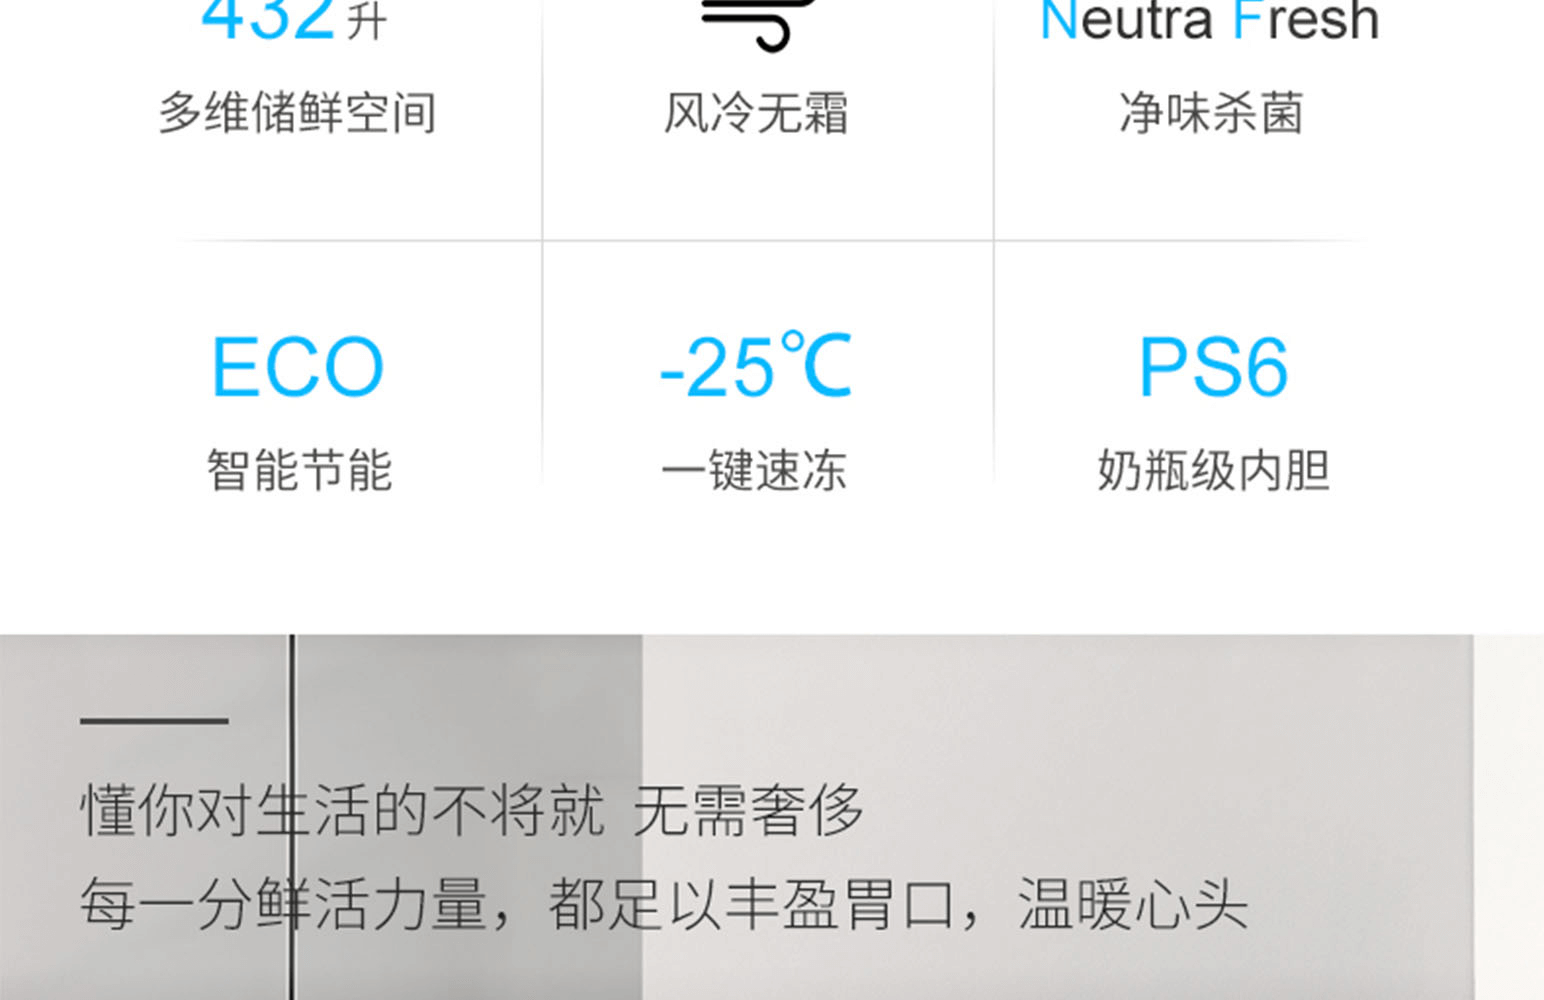 432升
Neutra Fresh
多维储鲜空间
风冷无霜
净味杀菌
ECO
-25℃
PS6
智能节能
一键速冻
奶瓶级内胆
懂你对生活的不将就 无需奢侈
每一分鲜活力量，都足以丰盈胃口，温暖心头